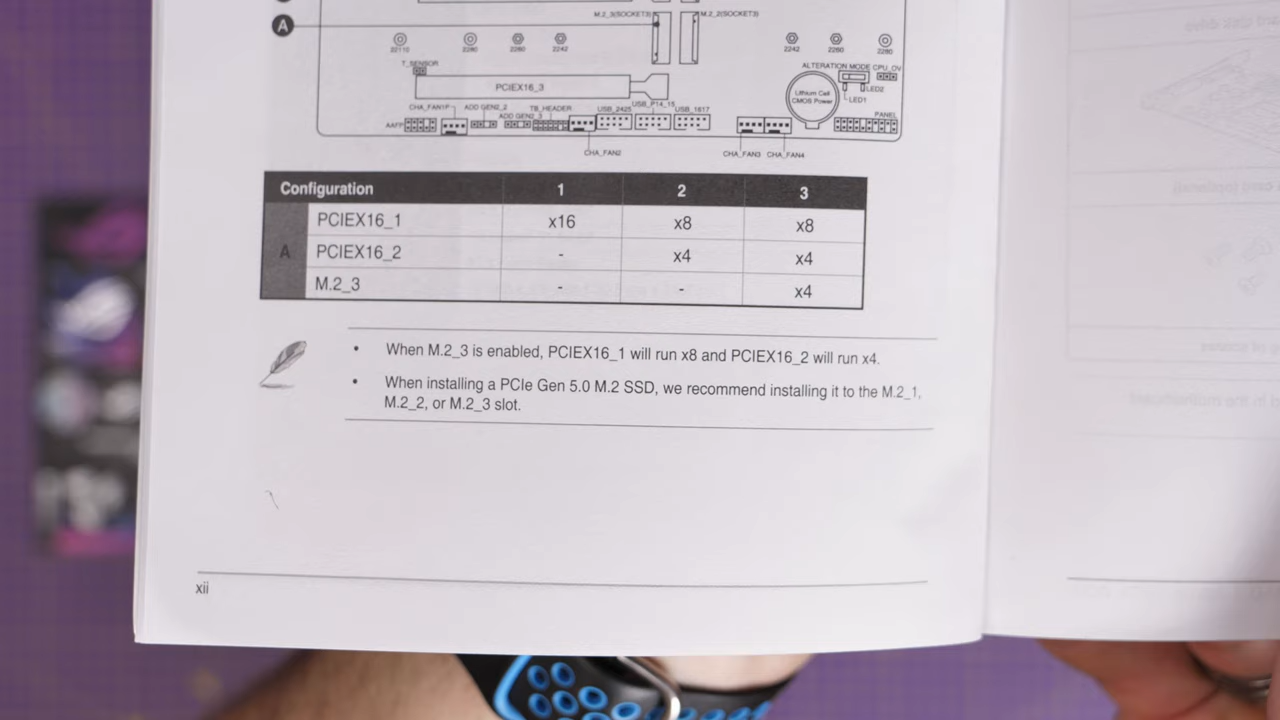 A
M.2_3(SOCKET3)
M.2_2(SOCKET3)
22110
2280
2260
2242
2242
2260
2280
T_SENSOR
ALTERATION MODE
CPU_OV
PCIEX16_3
Lithium Cell
CMOS Power
LED2
LED1
CHA_FAN1P
ADD GEN2_2
ADD GEN2_3
TB_HEADER
USB_2425
USB_P14_15
USB_1617
PANEL
AAFP
CHA_FAN2
CHA_FAN3
CHA_FAN4
Configuration 1 2 3
A
PCIEX16_1 x16 x8 x8
PCIEX16_2 - x4 x4
M.2_3 - - x4
• When M.2_3 is enabled, PCIEX16_1 will run x8 and PCIEX16_2 will run x4.
• When installing a PCIe Gen 5.0 M.2 SSD, we recommend installing it to the M.2_1,
M.2_2, or M.2_3 slot.
xii